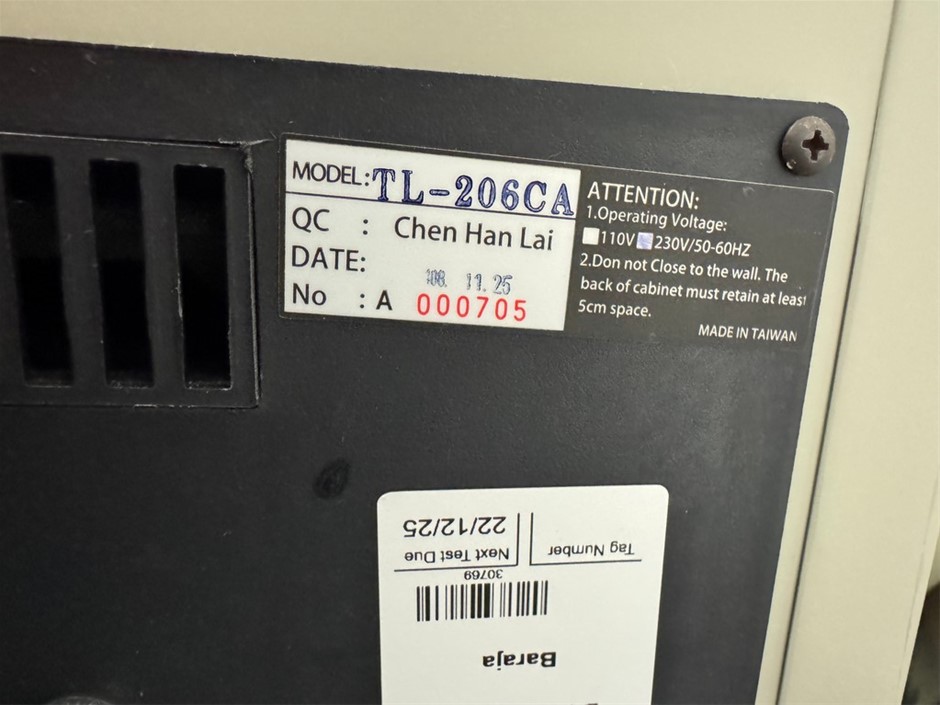 MODEL: TL-206CA
QC : Chen Han Lai
DATE: '108. 11. 25
No : A 000705
ATTENTION:
1.Operating Voltage:
110V 230V/50-60HZ
2.Don not Close to the wall. The
back of cabinet must retain at least
5cm space.
MADE IN TAIWAN
Baraja
30769
Tag Number
Next Test Due
22/12/25